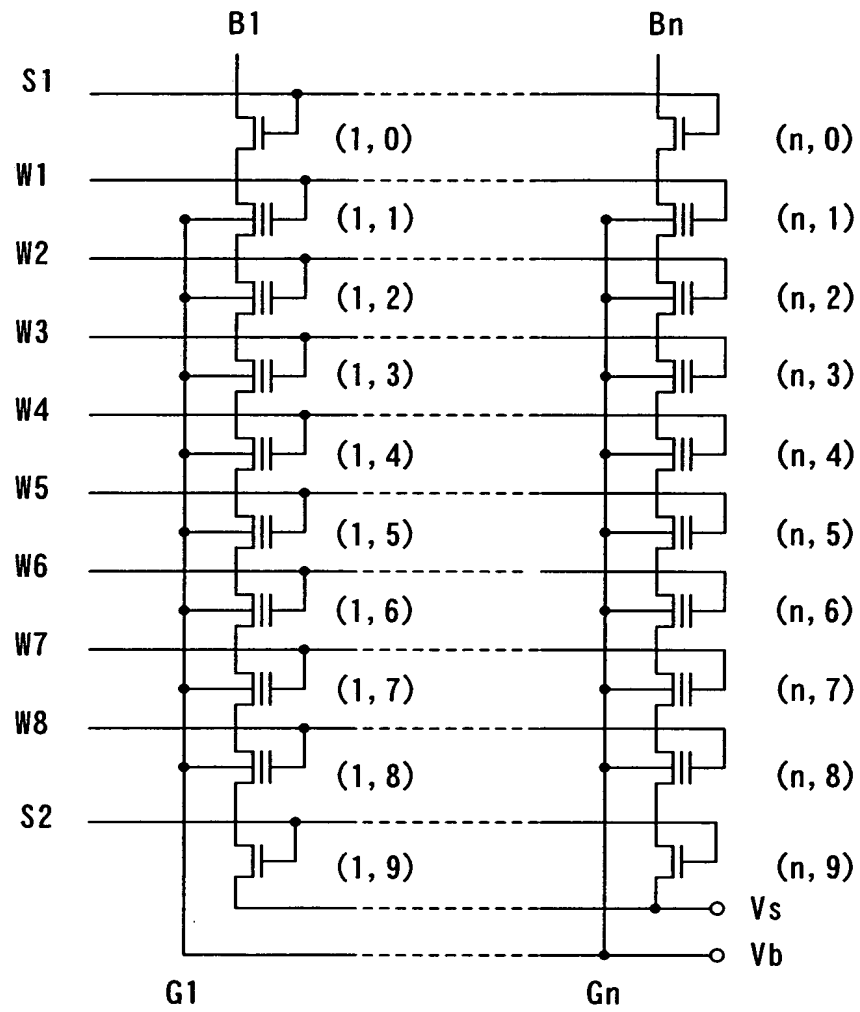 B1 Bn
S1
(1,0) (n,0)
W1
(1,1) (n,1)
W2
(1,2) (n,2)
W3
(1,3) (n,3)
W4
(1,4) (n,4)
W5
(1,5) (n,5)
W6
(1,6) (n,6)
W7
(1,7) (n,7)
W8
(1,8) (n,8)
S2
(1,9) (n,9)
Vs
Vb
G1 Gn